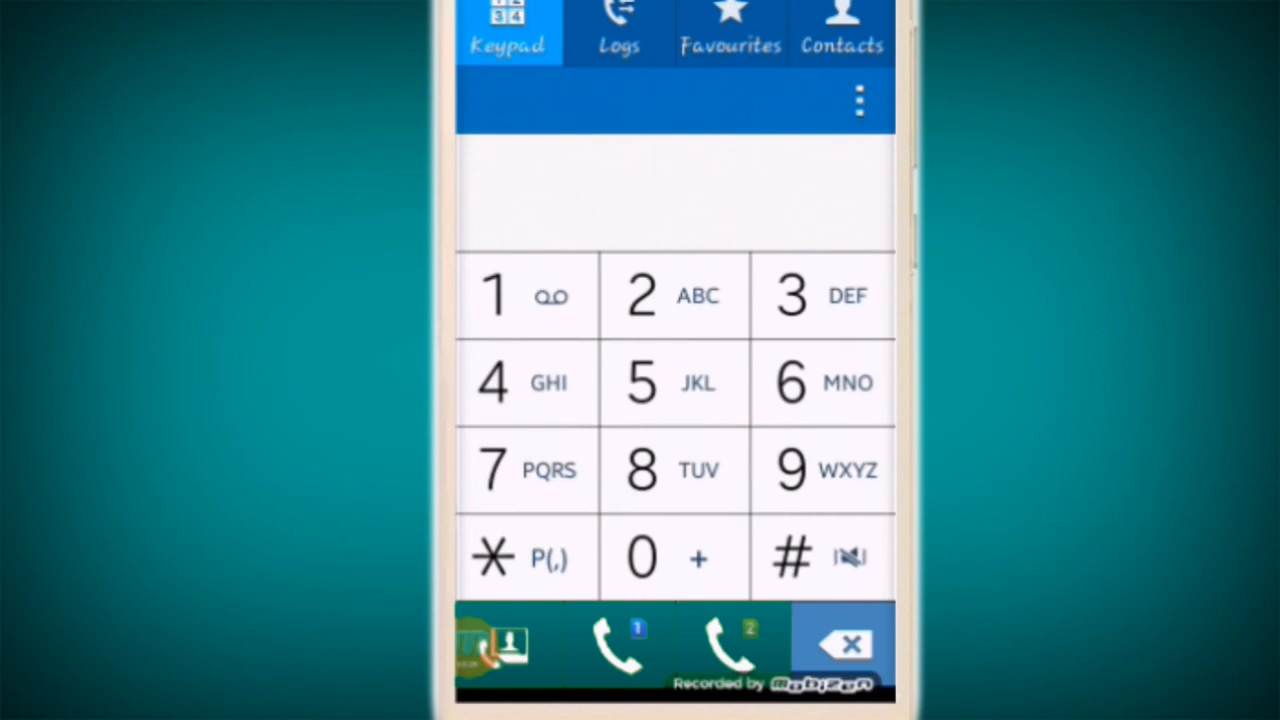 Keypad Logs Favourites Contacts
1 2 ABC 3 DEF
4 GHI 5 JKL 6 MNO
7 PQRS 8 TUV 9 WXYZ
* P(,) 0 + #
1 2
Recorded by Mobizen